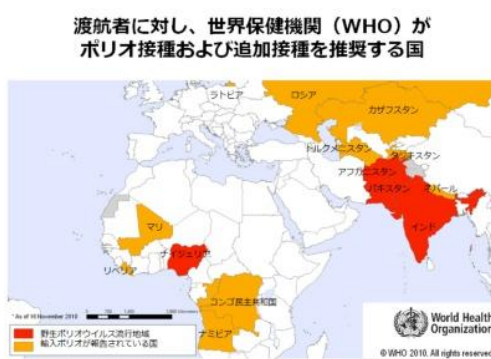 渡航者に対し、世界保健機関（WHO）が
ポリオ接種および追加接種を推奨する国
ラトビア
ロシア
カザフスタン
トルクメニスタン
タジキスタン
アフガニスタン
パキスタン
ネパール
インド
マリ
ナイジェリア
リベリア
コンゴ民主共和国
ナミビア
* As of 16 November 2010
野生ポリオウイルス流行地域
輸入ポリオが報告されている国
World Health
Organization
© WHO 2010. All rights reserved